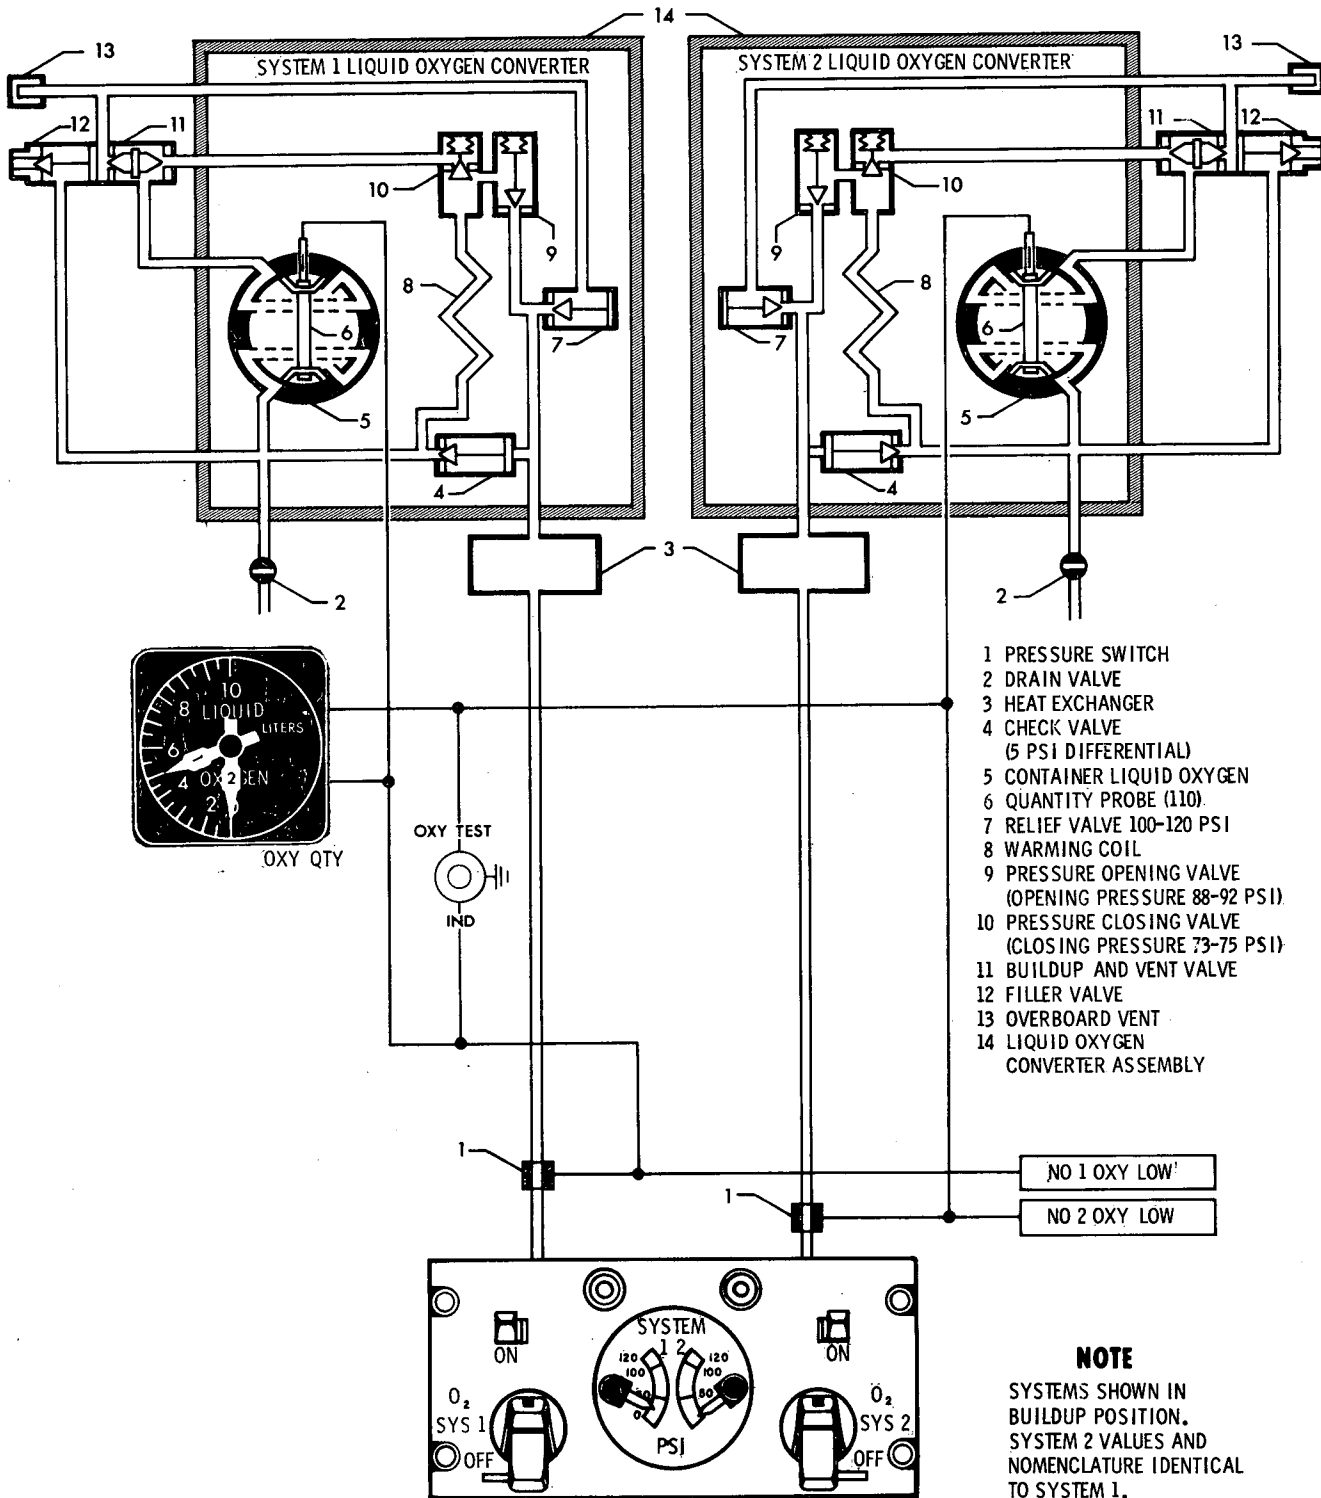 14
13
13
SYSTEM 1 LIQUID OXYGEN CONVERTER
SYSTEM 2 LIQUID OXYGEN CONVERTER
12
11
11
12
10
10
9
9
8
8
7
7
6
6
5
5
4
4
3
2
2
10
8
LIQUID
LITERS
6
4
OXYGEN
2
2
0
OXY QTY
OXY TEST
IND
1 PRESSURE SWITCH
2 DRAIN VALVE
3 HEAT EXCHANGER
4 CHECK VALVE
(5 PSI DIFFERENTIAL)
5 CONTAINER LIQUID OXYGEN
6 QUANTITY PROBE (110)
7 RELIEF VALVE 100-120 PSI
8 WARMING COIL
9 PRESSURE OPENING VALVE
(OPENING PRESSURE 88-92 PSI)
10 PRESSURE CLOSING VALVE
(CLOSING PRESSURE 73-75 PSI)
11 BUILDUP AND VENT VALVE
12 FILLER VALVE
13 OVERBOARD VENT
14 LIQUID OXYGEN
CONVERTER ASSEMBLY
1
1
NO 1 OXY LOW
NO 2 OXY LOW
ON
ON
SYSTEM
1 2
120
100
0
120
100
50
PSI
O₂
SYS 1
OFF
O₂
SYS 2
OFF
NOTE
SYSTEMS SHOWN IN
BUILDUP POSITION.
SYSTEM 2 VALUES AND
NOMENCLATURE IDENTICAL
TO SYSTEM 1.